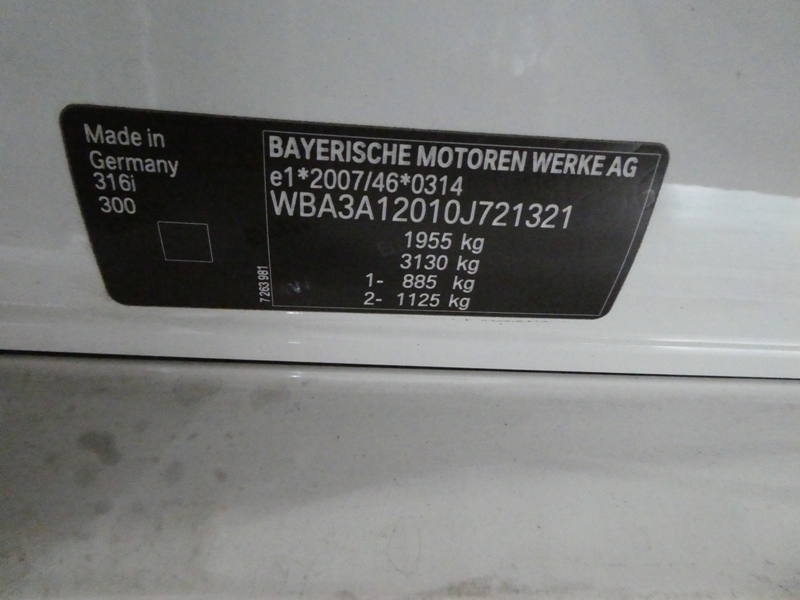 Made in
Germany
316i
300
7 263 981
BAYERISCHE MOTOREN WERKE AG
e1*2007/46*0314
WBA3A12010J721321
1955 kg
3130 kg
1- 885 kg
2- 1125 kg